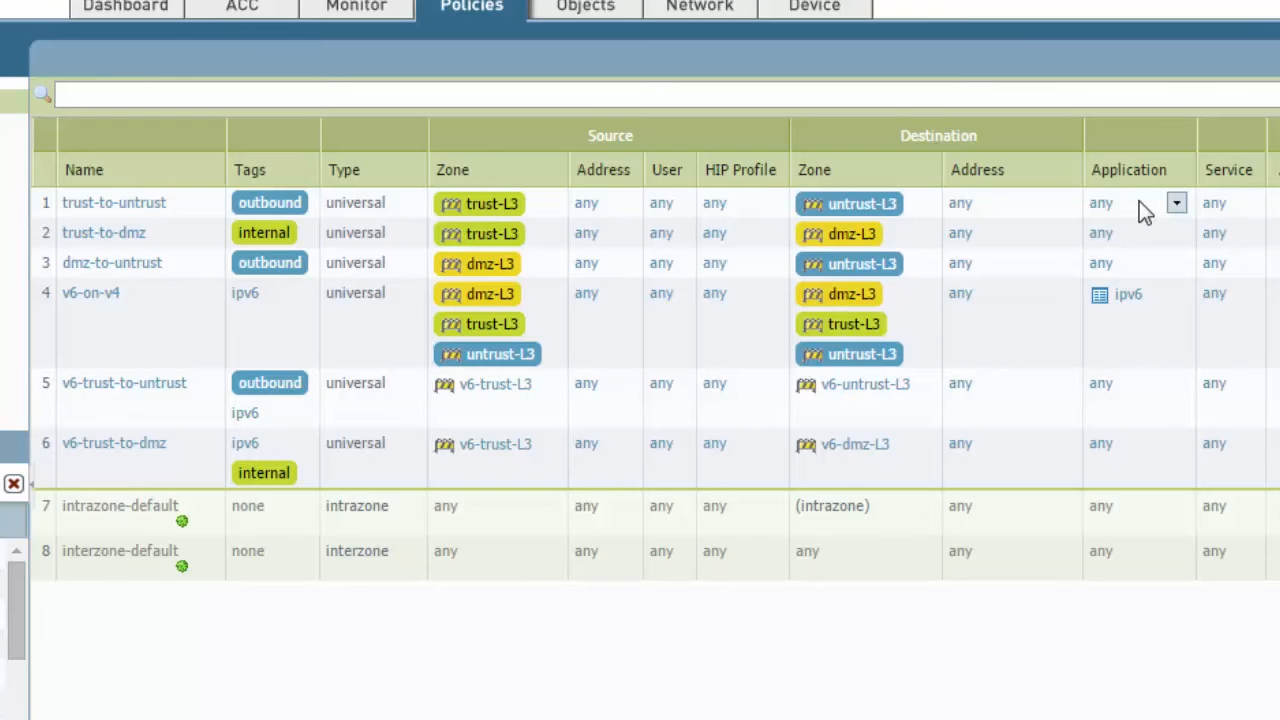 Dashboard ACC Monitor Policies Objects Network Device
Source Destination
Name Tags Type Zone Address User HIP Profile Zone Address Application Service
1 trust-to-untrust outbound universal trust-L3 any any any untrust-L3 any any any
2 trust-to-dmz internal universal trust-L3 any any any dmz-L3 any any any
3 dmz-to-untrust outbound universal dmz-L3 any any any untrust-L3 any any any
4 v6-on-v4 ipv6 universal dmz-L3 any any any dmz-L3 any ipv6 any
trust-L3 trust-L3
untrust-L3 untrust-L3
5 v6-trust-to-untrust outbound universal v6-trust-L3 any any any v6-untrust-L3 any any any
ipv6
6 v6-trust-to-dmz ipv6 universal v6-trust-L3 any any any v6-dmz-L3 any any any
internal
7 intrazone-default none intrazone any any any any (intrazone) any any any
8 interzone-default none interzone any any any any any any any any